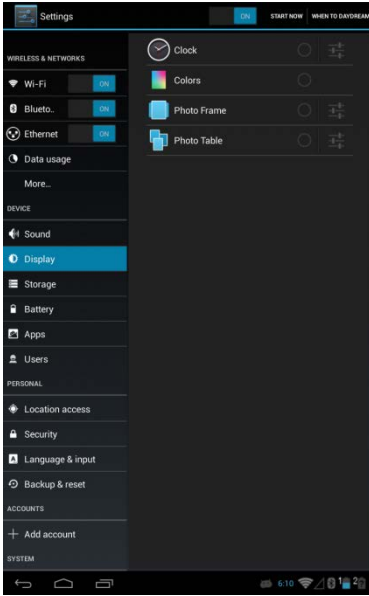 Settings
ON
START NOW
WHEN TO DAYDREAM
WIRELESS & NETWORKS
Wi-Fi
ON
Blueto..
ON
Ethernet
ON
Data usage
More...
DEVICE
Sound
Display
Storage
Battery
Apps
Users
PERSONAL
Location access
Security
A
Language & input
Backup & reset
ACCOUNTS
Add account
SYSTEM
Clock
Colors
Photo Frame
Photo Table
6:10
1
2